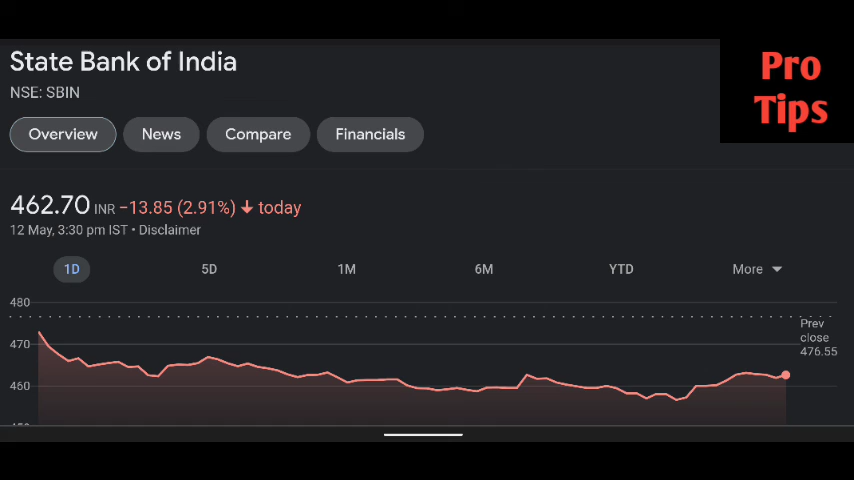 State Bank of India
NSE: SBIN
Pro
Tips
Overview News Compare Financials
462.70 INR −13.85 (2.91%) ↓ today
12 May, 3:30 pm IST • Disclaimer
1D 5D 1M 6M YTD More
480
Prev
close
476.55
470
460